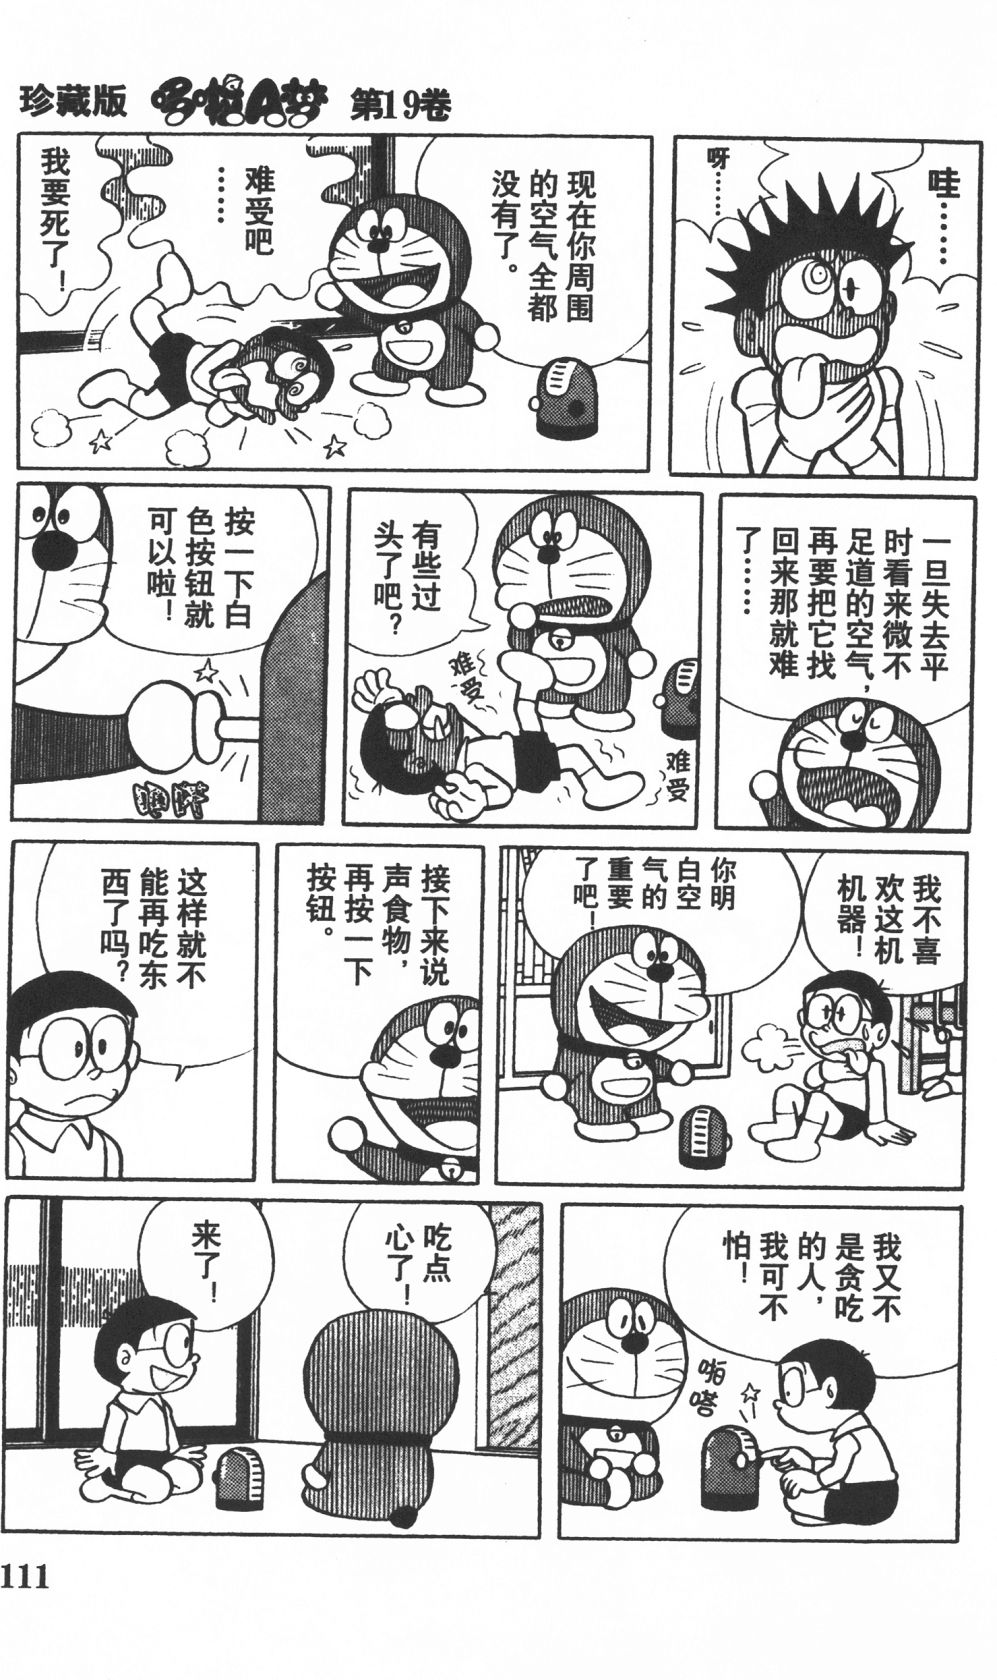 珍藏版 哆啦A梦 第19卷
哇……
呀……
现在你周围
的空气全都
没有了。
难受吧
……
我要死了！
一旦失去平
时看来微不
足道的空气，
再要把它找
回来那就难
了……
有些过
头了吧？
难受
难受
按一下白
色按钮就
可以啦！
我不喜
欢这机
机器！
你明
白空
气的
重要
了吧！
接下来说
声食物，
再按一下
按钮。
这样就不
能再吃东
西了吗？
我又不
是贪吃
的人，
我可不
怕！
啪嗒
吃点
心了！
来了！
111